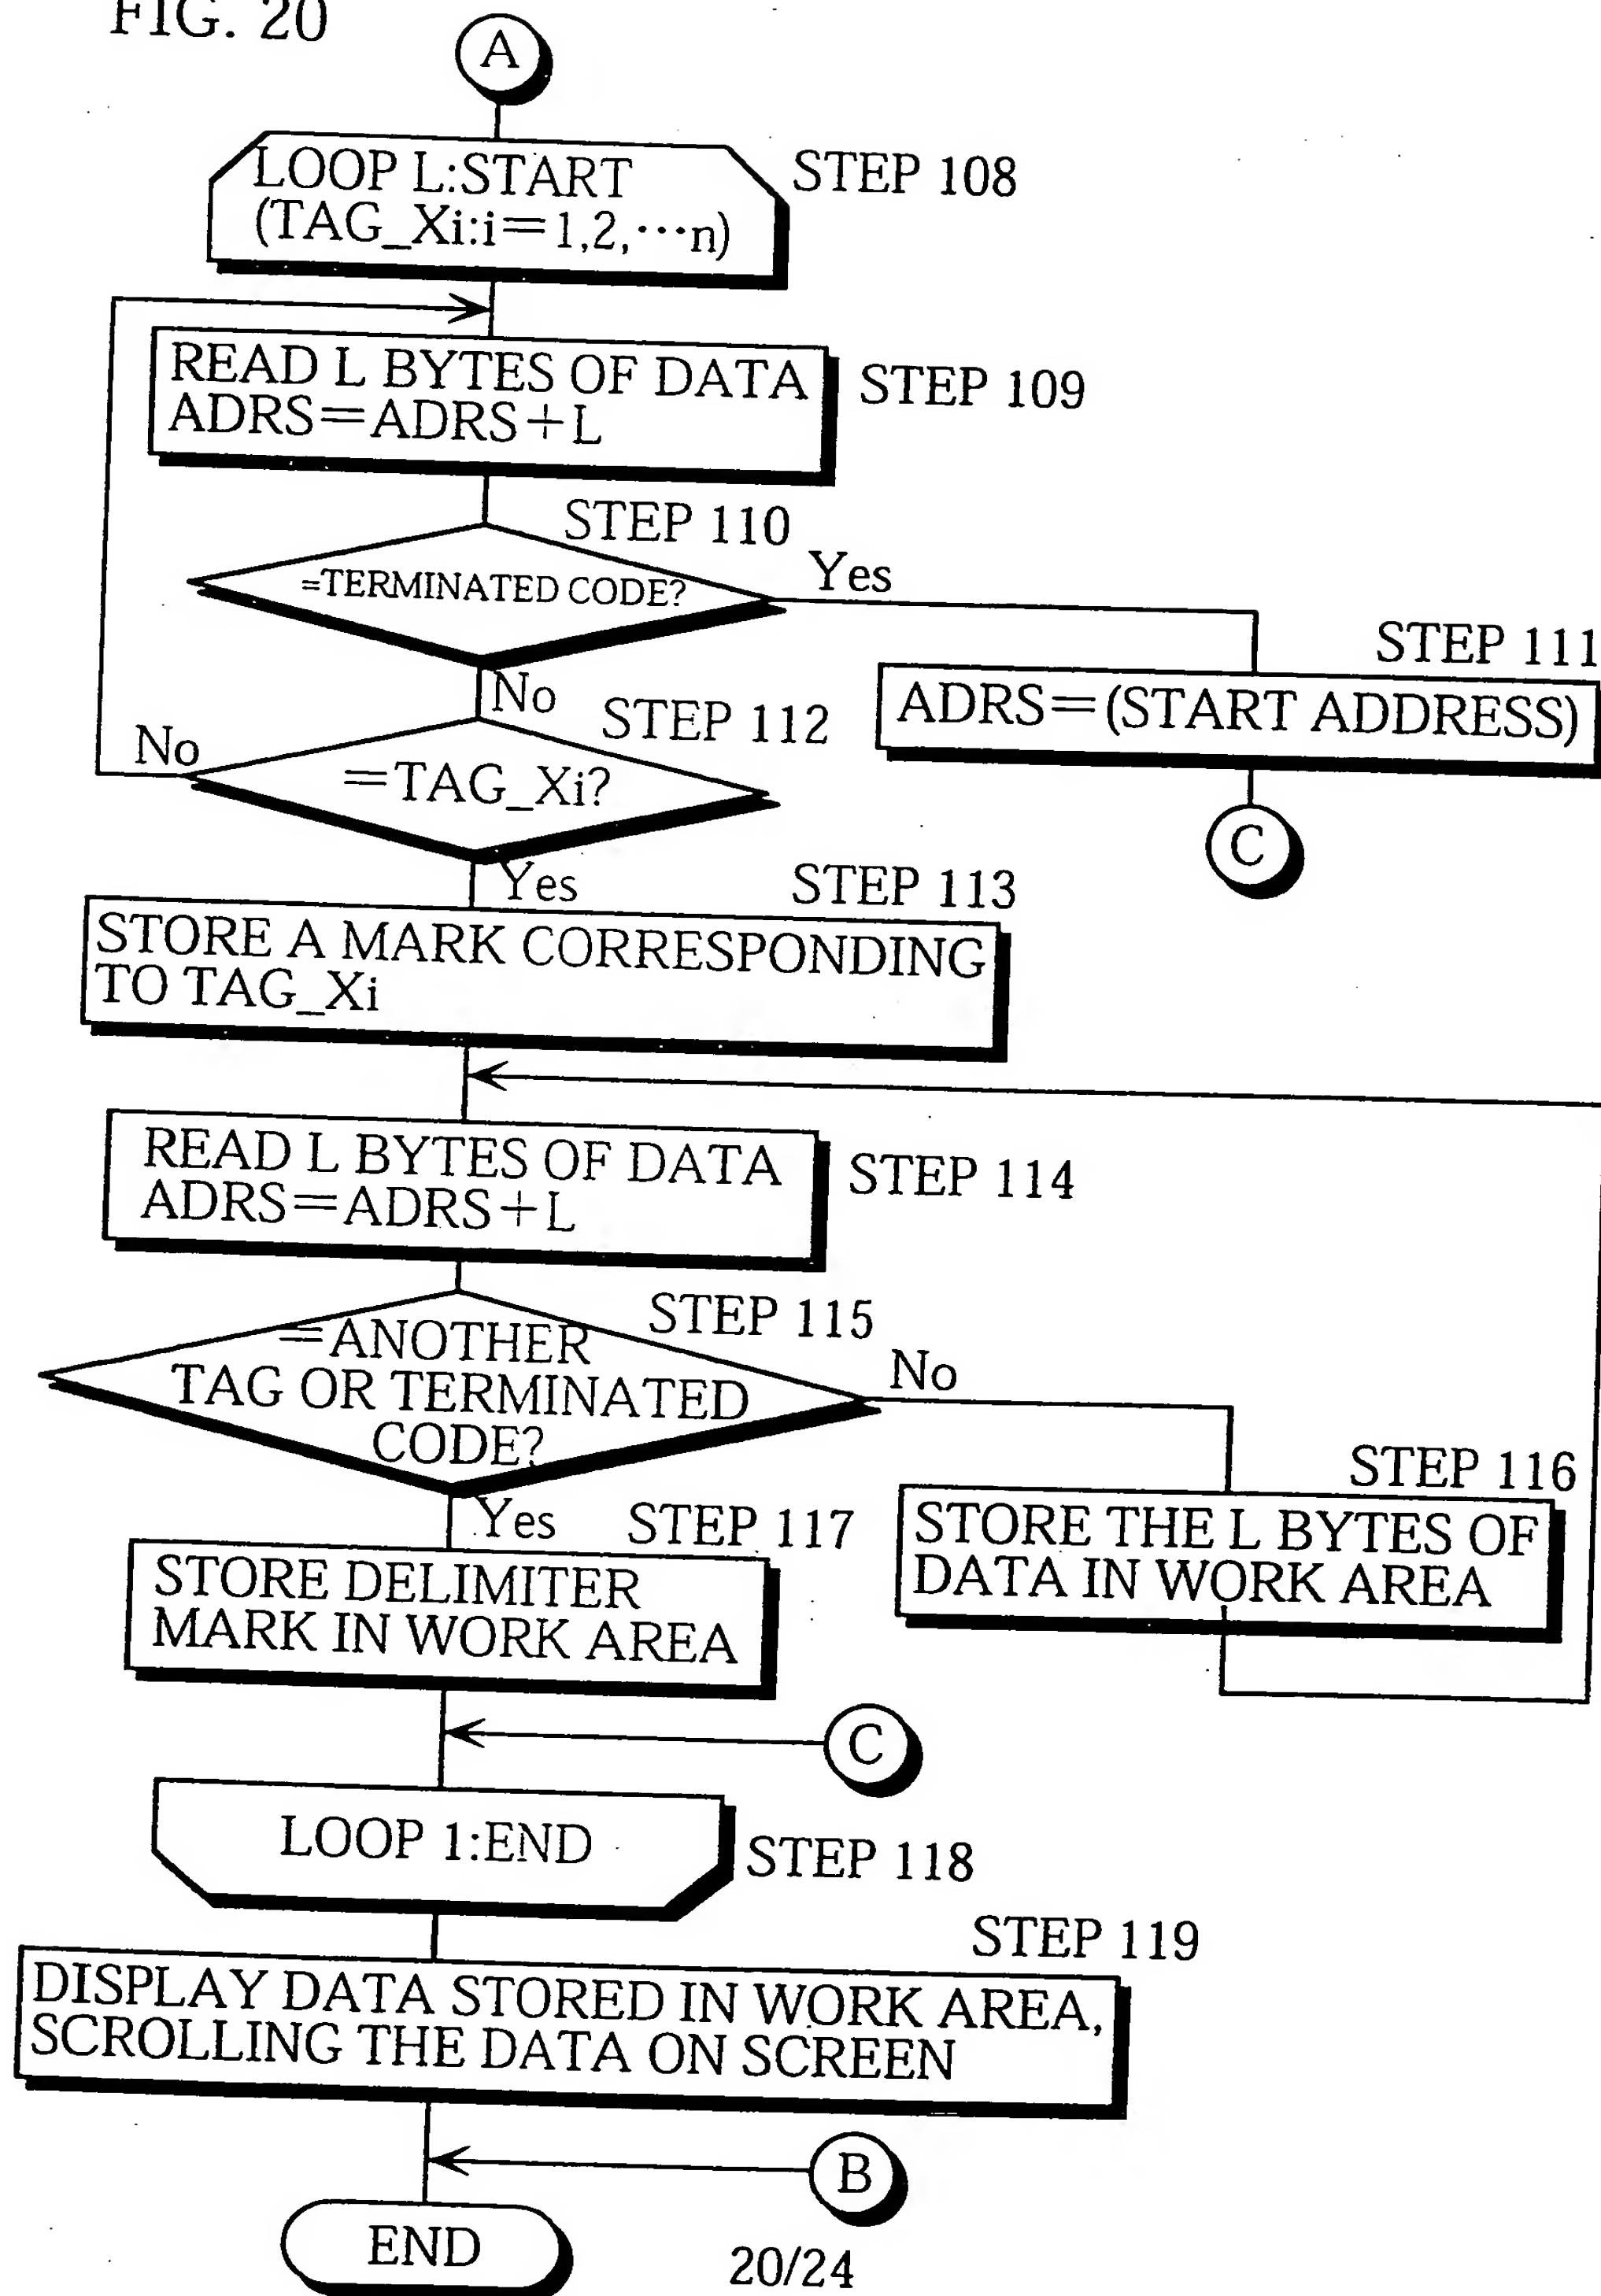 FIG. 20
A
LOOP L:START
(TAG_Xi:i=1,2,…n)
STEP 108
READ L BYTES OF DATA
ADRS=ADRS+L
STEP 109
STEP 110
=TERMINATED CODE?
Yes
No
STEP 111
ADRS=(START ADDRESS)
C
STEP 112
=TAG_Xi?
No
Yes
STEP 113
STORE A MARK CORRESPONDING
TO TAG_Xi
READ L BYTES OF DATA
ADRS=ADRS+L
STEP 114
STEP 115
=ANOTHER
TAG OR TERMINATED
CODE?
No
Yes
STEP 116
STORE THE L BYTES OF
DATA IN WORK AREA
STEP 117
STORE DELIMITER
MARK IN WORK AREA
C
LOOP 1:END
STEP 118
STEP 119
DISPLAY DATA STORED IN WORK AREA,
SCROLLING THE DATA ON SCREEN
B
END
20/24